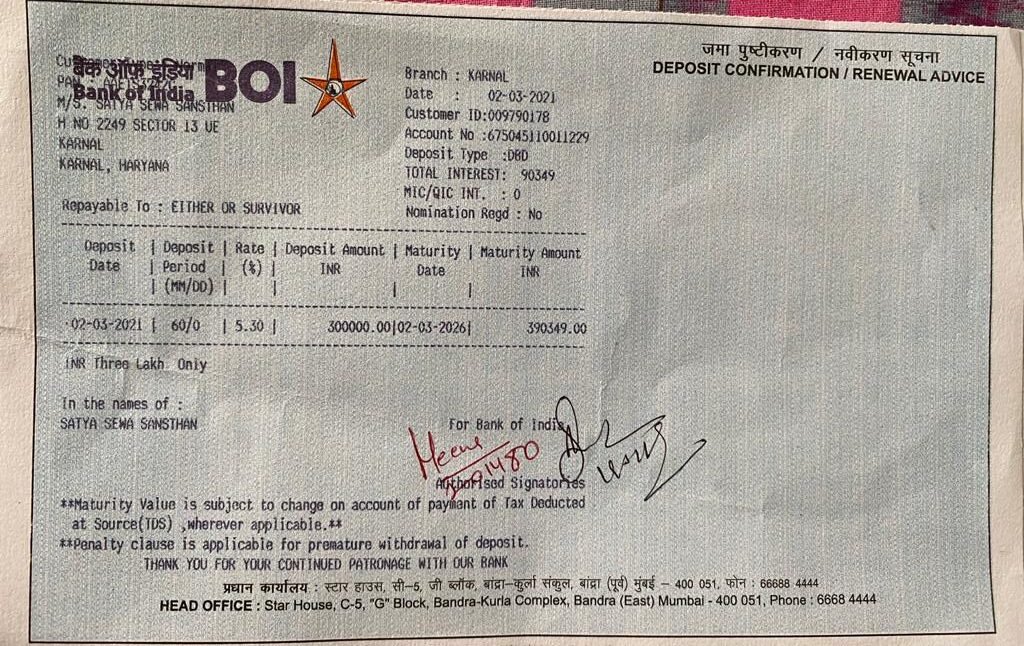 जमा पुष्टीकरण / नवीकरण सूचना
DEPOSIT CONFIRMATION / RENEWAL ADVICE
बैंक ऑफ इंडिया BOI
Bank of India
M/S. SATYA SEWA SANSTHAN
H NO 2249 SECTOR 13 UE
KARNAL
KARNAL, HARYANA
Repayable To : EITHER OR SURVIVOR
Branch : KARNAL
Date : 02-03-2021
Customer ID:009790178
Account No :675045110011229
Deposit Type :DBD
TOTAL INTEREST: 90349
MIC/QIC INT. : 0
Nomination Regd : No
Deposit | Deposit | Rate | Deposit Amount | Maturity | Maturity Amount
Date | Period | (%) | INR Date INR
| (MM/DD) | | | |
02-03-2021 | 60/0 | 5.30 | 300000.00|02-03-2026| 390349.00
INR Three Lakh Only
In the names of :
SATYA SEWA SANSTHAN
For Bank of India
Authorised Signatories
**Maturity Value is subject to change on account of payment of Tax Deducted
at Source(TDS) ,wherever applicable.**
**Penalty clause is applicable for premature withdrawal of deposit.
THANK YOU FOR YOUR CONTINUED PATRONAGE WITH OUR BANK
प्रधान कार्यालय : स्टार हाउस, सी-5, जी ब्लॉक, बांद्रा-कुर्ला संकुल, बांद्रा (पूर्व) मुंबई - 400 051, फोन : 66688 4444
HEAD OFFICE : Star House, C-5, "G" Block, Bandra-Kurla Complex, Bandra (East) Mumbai - 400 051, Phone : 6668 4444